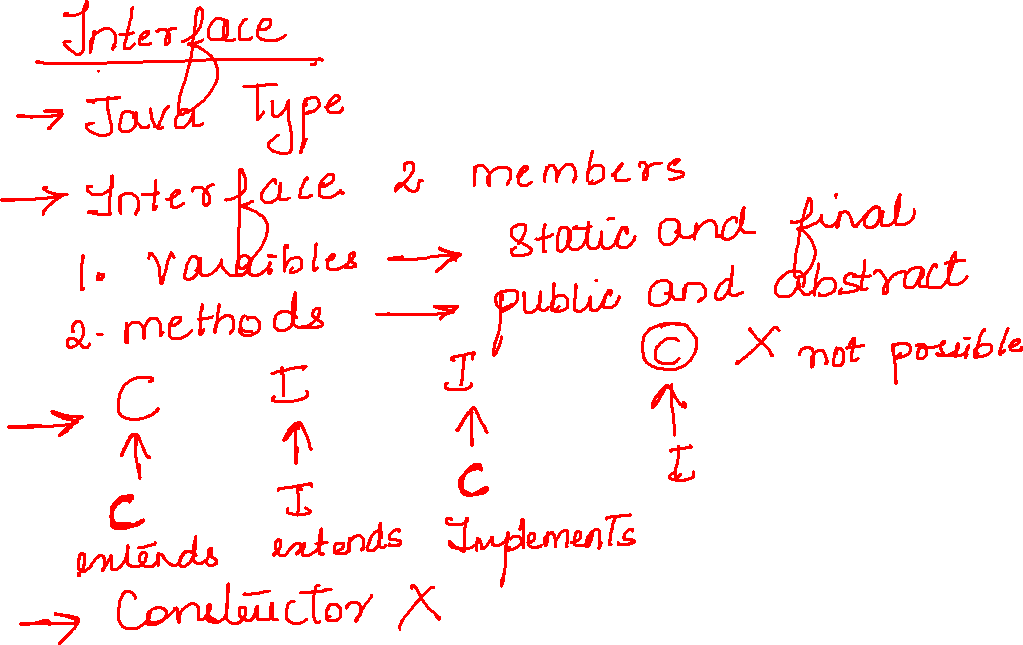 Interface
→ Java Type
→ Interface 2 members
1. Varaibles → static and final
2. methods → public and abstract
→ C I I C X not possible
↑ ↑ ↑ ↑
C I C I
extends extends Implements
→ Constructor X